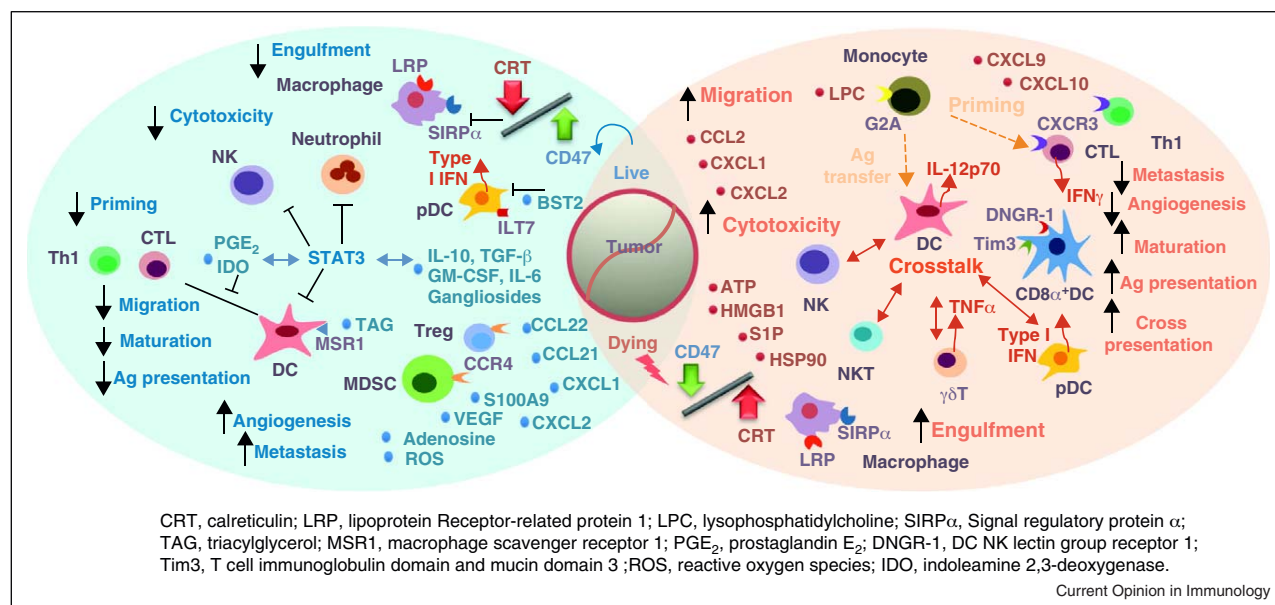 Engulfment
Macrophage
LRP
CRT
SIRPα
CD47
Cytotoxicity
NK
Neutrophil
Type
I IFN
pDC
ILT7
BST2
Live
Priming
Th1
CTL
PGE2
IDO
STAT3
IL-10, TGF-β
GM-CSF, IL-6
Gangliosides
Migration
Maturation
Ag presentation
DC
TAG
MSR1
Treg
CCR4
MDSC
CCL22
CCL21
CXCL1
S100A9
VEGF
CXCL2
Adenosine
ROS
Angiogenesis
Metastasis
Tumor
Dying
Monocyte
LPC
G2A
Migration
CCL2
CXCL1
CXCL2
Cytotoxicity
Priming
Ag
transfer
CXCL9
CXCL10
CXCR3
CTL
Th1
IL-12p70
IFNγ
DC
DNGR-1
Tim3
CD8α+DC
Metastasis
Angiogenesis
Maturation
Ag presentation
Cross
presentation
NK
Crosstalk
ATP
HMGB1
S1P
HSP90
NKT
TNFα
γδT
Type I
IFN
pDC
CD47
CRT
SIRPα
LRP
Macrophage
Engulfment
CRT, calreticulin; LRP, lipoprotein Receptor-related protein 1; LPC, lysophosphatidylcholine; SIRPα, Signal regulatory protein α;
TAG, triacylglycerol; MSR1, macrophage scavenger receptor 1; PGE2, prostaglandin E2; DNGR-1, DC NK lectin group receptor 1;
Tim3, T cell immunoglobulin domain and mucin domain 3 ;ROS, reactive oxygen species; IDO, indoleamine 2,3-deoxygenase.
Current Opinion in Immunology